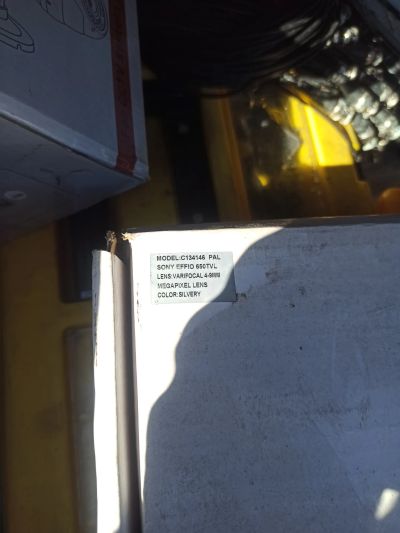 MODEL:C134146 PAL
SONY EFFIO 650TVL
LENS:VARIFOCAL 4-9MM
MEGAPIXEL LENS
COLOR:SILVERY